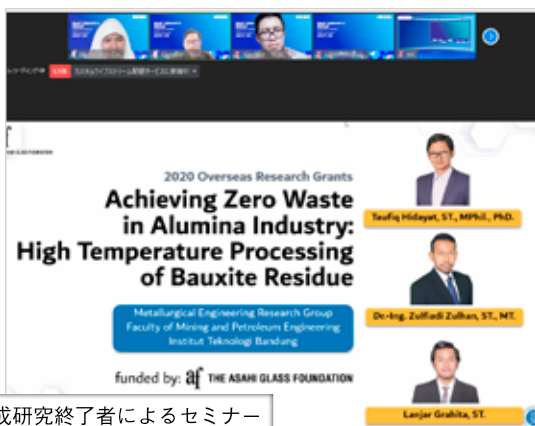 LIVE
2020 Overseas Research Grants
Achieving Zero Waste
in Alumina Industry:
High Temperature Processing
of Bauxite Residue
Metallurgical Engineering Research Group
Faculty of Mining and Petroleum Engineering
Institut Teknologi Bandung
funded by: af THE ASAHI GLASS FOUNDATION
Taufiq Hidayat, ST., MPhil., PhD.
Dr.-Ing. Zulfiadi Zulhan, ST., MT.
Lanjar Grahita, ST.
成研究終了者によるセミナー